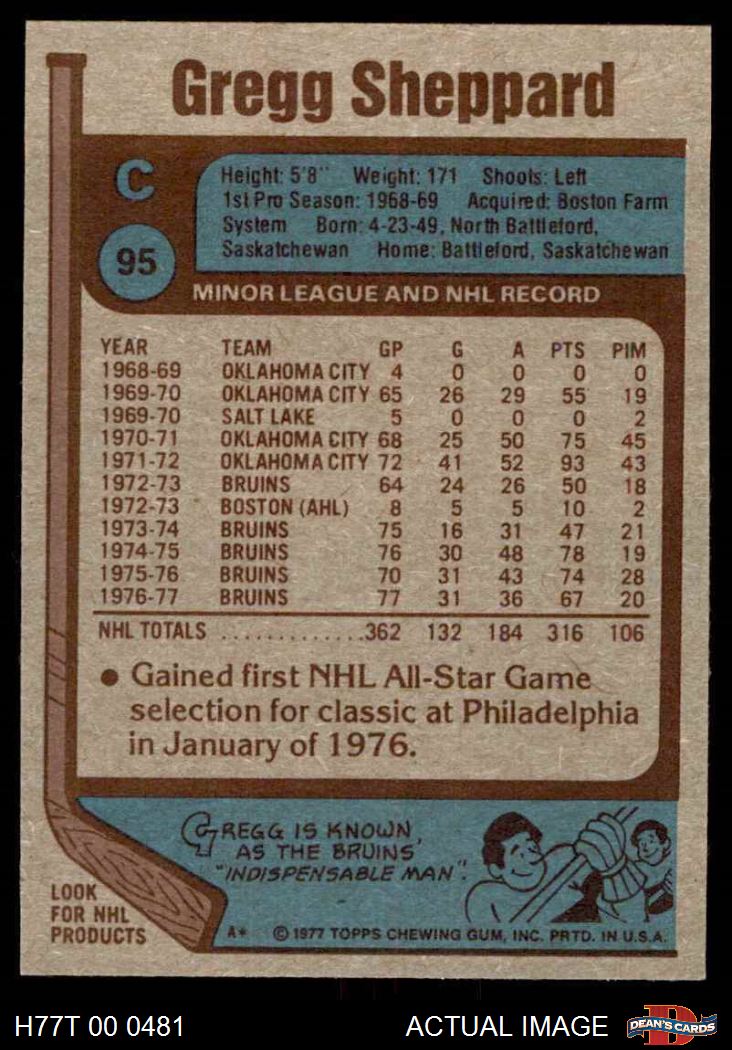 Gregg Sheppard
C
95
Height: 5'8" Weight: 171 Shoots: Left
1st Pro Season: 1968-69 Acquired: Boston Farm
System Born: 4-23-49, North Battleford,
Saskatchewan Home: Battleford, Saskatchewan
MINOR LEAGUE AND NHL RECORD
YEAR TEAM GP G A PTS PIM
1968-69 OKLAHOMA CITY 4 0 0 0 0
1969-70 OKLAHOMA CITY 65 26 29 55 19
1969-70 SALT LAKE 5 0 0 0 2
1970-71 OKLAHOMA CITY 68 25 50 75 45
1971-72 OKLAHOMA CITY 72 41 52 93 43
1972-73 BRUINS 64 24 26 50 18
1972-73 BOSTON (AHL) 8 5 5 10 2
1973-74 BRUINS 75 16 31 47 21
1974-75 BRUINS 76 30 48 78 19
1975-76 BRUINS 70 31 43 74 28
1976-77 BRUINS 77 31 36 67 20
NHL TOTALS .............362 132 184 316 106
• Gained first NHL All-Star Game
selection for classic at Philadelphia
in January of 1976.
GREGG IS KNOWN
AS THE BRUINS'
"INDISPENSABLE MAN".
LOOK
FOR NHL
PRODUCTS
A* © 1977 TOPPS CHEWING GUM, INC. PRTD. IN U.S.A.
H77T 00 0481 ACTUAL IMAGE DEAN'S CARDS